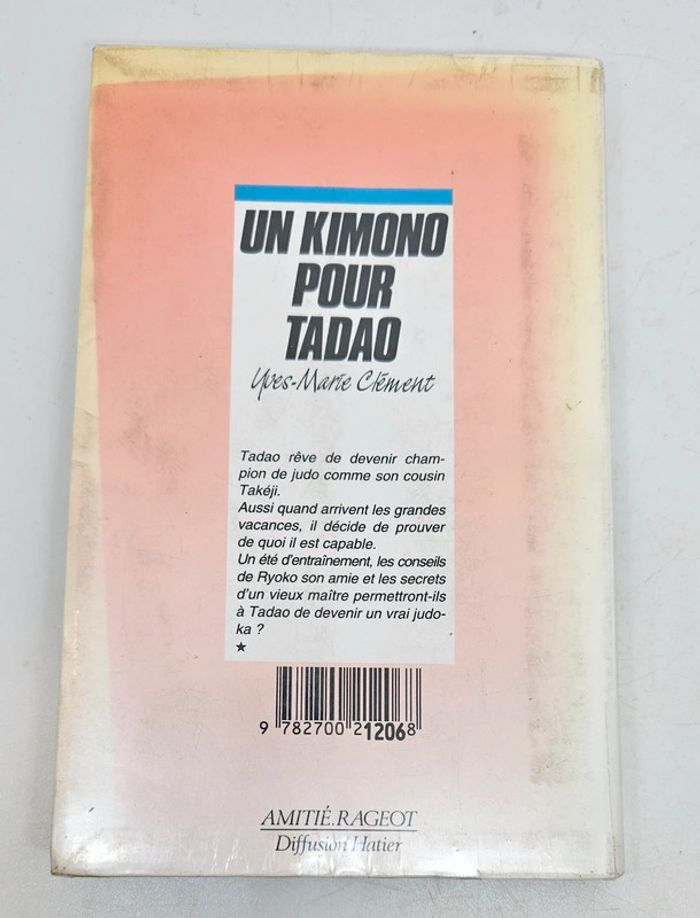 UN KIMONO
POUR
TADAO
Yves-Marie Clément
Tadao rêve de devenir cham-
pion de judo comme son cousin
Takéji.
Aussi quand arrivent les grandes
vacances, il décide de prouver
de quoi il est capable.
Un été d'entraînement, les conseils
de Ryoko son amie et les secrets
d'un vieux maître permettront-ils
à Tadao de devenir un vrai judo-
ka ?
★
9 782700 212068
AMITIÉ.RAGEOT
Diffusion Hatier